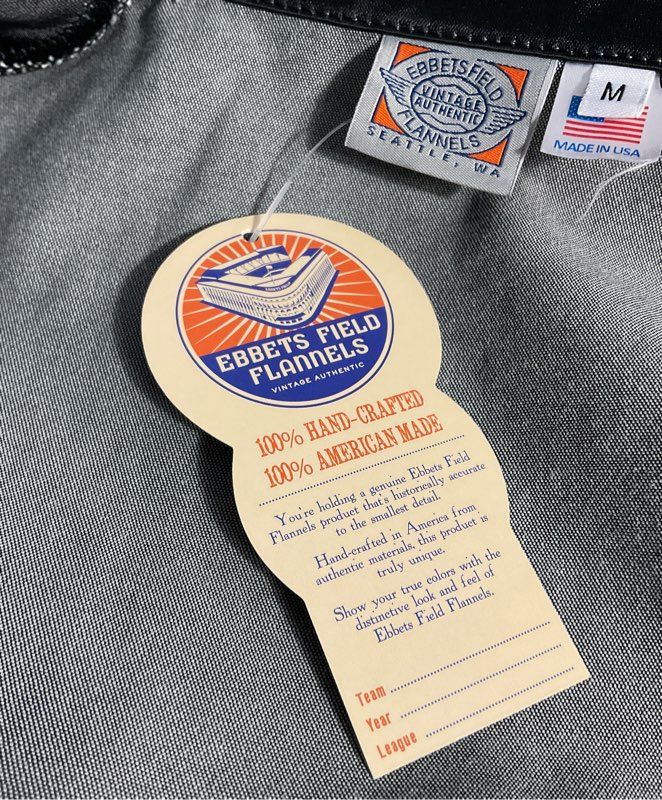 EBBETS FIELD
VINTAGE
AUTHENTIC
FLANNELS
SEATTLE, WA
M
MADE IN USA
EBBETS FIELD
EBBETS FIELD
FLANNELS
VINTAGE AUTHENTIC
100% HAND-CRAFTED
100% AMERICAN MADE
You're holding a genuine Ebbets Field
Flannels product that's historically accurate
to the smallest detail.
Hand-crafted in America from
authentic materials, this product is
truly unique.
Show your true colors with the
distinctive look and feel of
Ebbets Field Flannels.
Team
Year
League